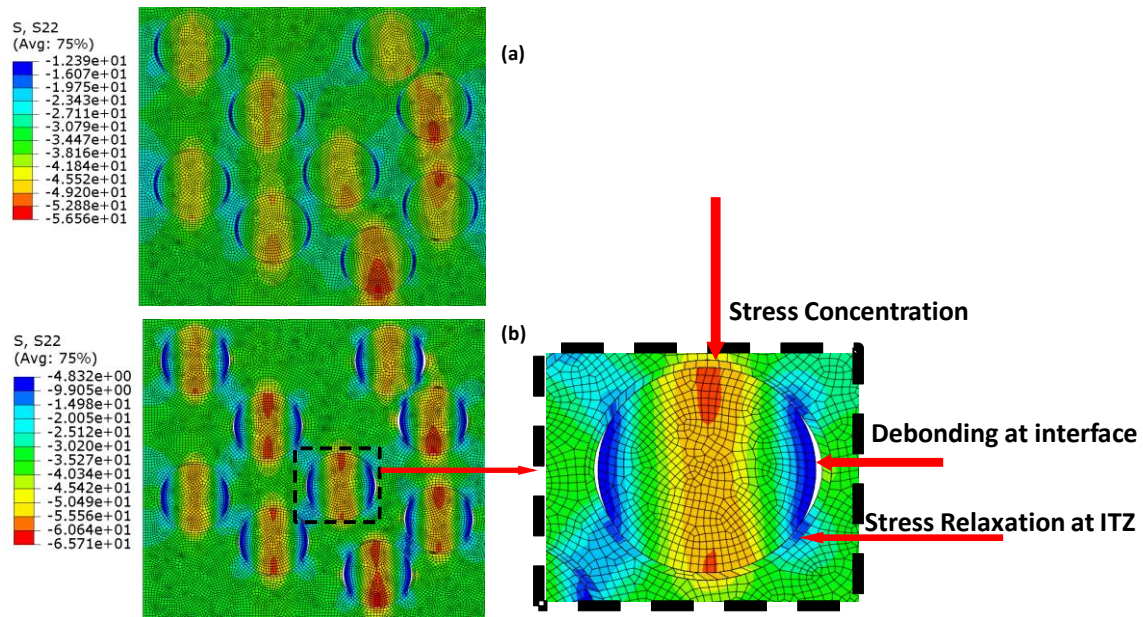 S, S22
(Avg: 75%)
-1.239e+01
-1.607e+01
-1.975e+01
-2.343e+01
-2.711e+01
-3.079e+01
-3.447e+01
-3.816e+01
-4.184e+01
-4.552e+01
-4.920e+01
-5.288e+01
-5.656e+01
(a)
S, S22
(Avg: 75%)
-4.832e+00
-9.905e+00
-1.498e+01
-2.005e+01
-2.512e+01
-3.020e+01
-3.527e+01
-4.034e+01
-4.542e+01
-5.049e+01
-5.556e+01
-6.064e+01
-6.571e+01
(b)
Stress Concentration
Debonding at interface
Stress Relaxation at ITZ